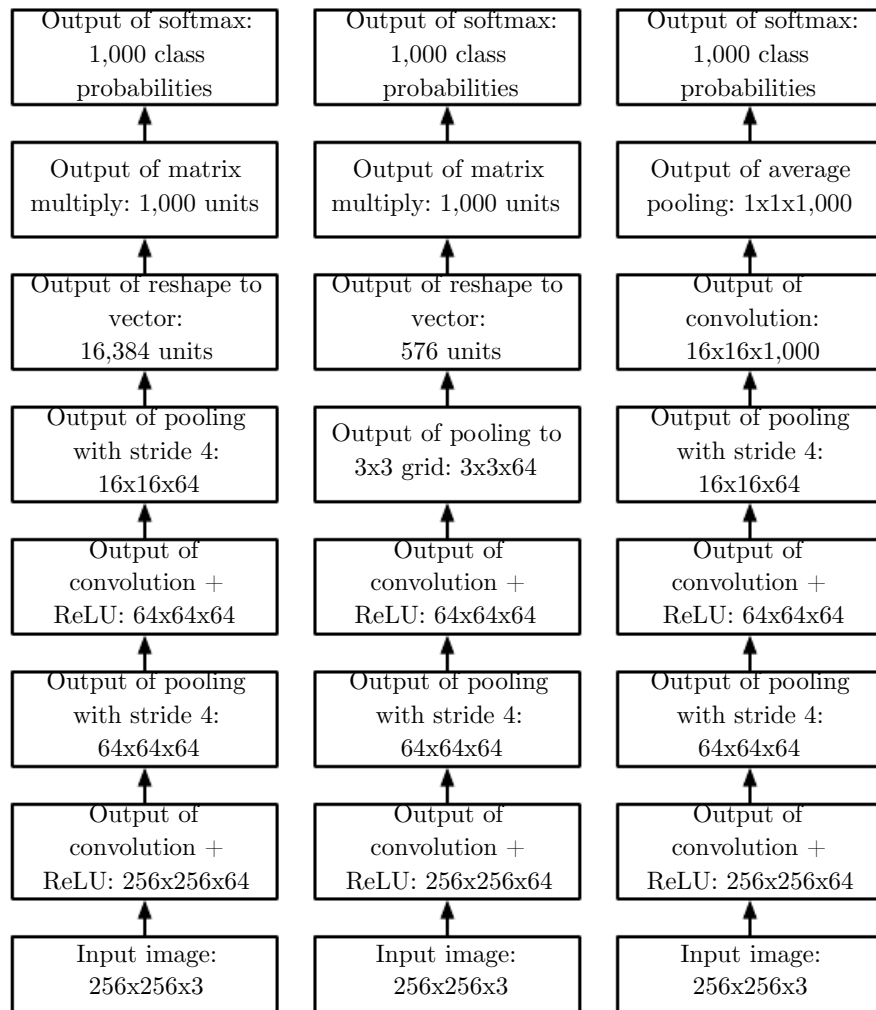 Output of softmax:
1,000 class
probabilities
Output of matrix
multiply: 1,000 units
Output of reshape to
vector:
16,384 units
Output of pooling
with stride 4:
16x16x64
Output of
convolution +
ReLU: 64x64x64
Output of pooling
with stride 4:
64x64x64
Output of
convolution +
ReLU: 256x256x64
Input image:
256x256x3
Output of softmax:
1,000 class
probabilities
Output of matrix
multiply: 1,000 units
Output of reshape to
vector:
576 units
Output of pooling to
3x3 grid: 3x3x64
Output of
convolution +
ReLU: 64x64x64
Output of pooling
with stride 4:
64x64x64
Output of
convolution +
ReLU: 256x256x64
Input image:
256x256x3
Output of softmax:
1,000 class
probabilities
Output of average
pooling: 1x1x1,000
Output of
convolution:
16x16x1,000
Output of pooling
with stride 4:
16x16x64
Output of
convolution +
ReLU: 64x64x64
Output of pooling
with stride 4:
64x64x64
Output of
convolution +
ReLU: 256x256x64
Input image:
256x256x3